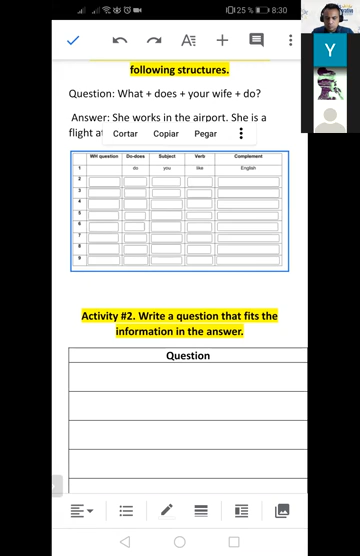 25 % 8:30
following structures.
Question: What + does + your wife + do?
Answer: She works in the airport. She is a
flight at
Cortar Copiar Pegar
WH question Do-does Subject Verb Complement
1 do you like English
2
3
4
5
6
7
8
9
Activity #2. Write a question that fits the
information in the answer.
Question
Y